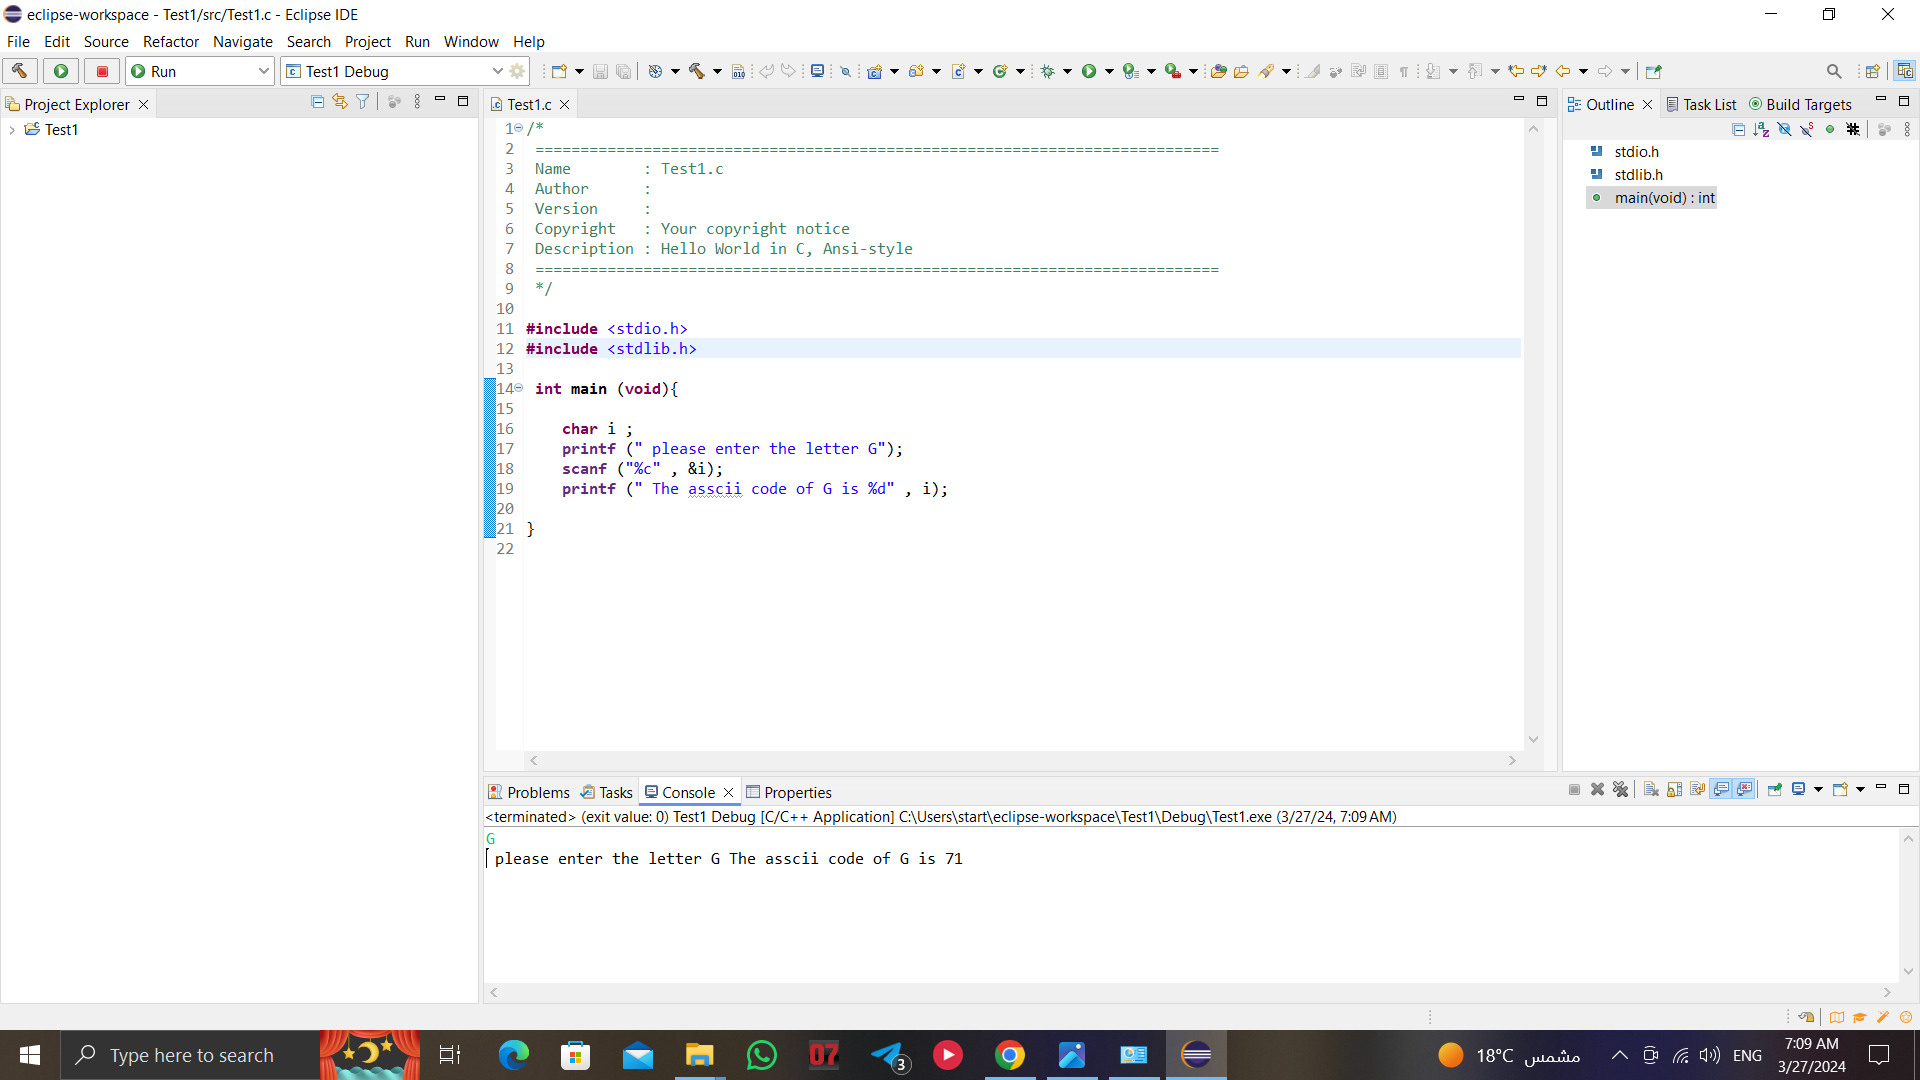 eclipse-workspace - Test1/src/Test1.c - Eclipse IDE
File Edit Source Refactor Navigate Search Project Run Window Help
Run
Test1 Debug
Project Explorer
Test1
Test1.c
1 /*
2 ============================================================================
3 Name        : Test1.c
4 Author      :
5 Version     :
6 Copyright   : Your copyright notice
7 Description : Hello World in C, Ansi-style
8 ============================================================================
9 */
10
11 #include <stdio.h>
12 #include <stdlib.h>
13
14 int main (void){
15
16 char i ;
17 printf (" please enter the letter G");
18 scanf ("%c" , &i);
19 printf (" The asscii code of G is %d" , i);
20
21 }
22
Outline Task List Build Targets
stdio.h
stdlib.h
main(void) : int
Problems Tasks Console Properties
<terminated> (exit value: 0) Test1 Debug [C/C++ Application] C:\Users\start\eclipse-workspace\Test1\Debug\Test1.exe (3/27/24, 7:09 AM)
G
please enter the letter G The asscii code of G is 71
Type here to search
07
3
18°C مشمس
ENG
7:09 AM
3/27/2024